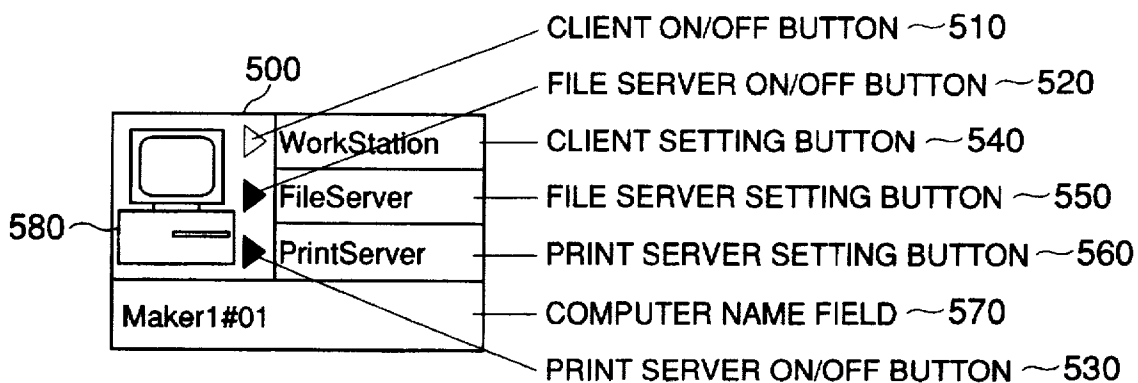 CLIENT ON/OFF BUTTON ~510
500
FILE SERVER ON/OFF BUTTON ~520
WorkStation
CLIENT SETTING BUTTON ~540
FileServer
FILE SERVER SETTING BUTTON ~550
580~
PrintServer
PRINT SERVER SETTING BUTTON ~560
Maker1#01
COMPUTER NAME FIELD ~570
PRINT SERVER ON/OFF BUTTON ~530